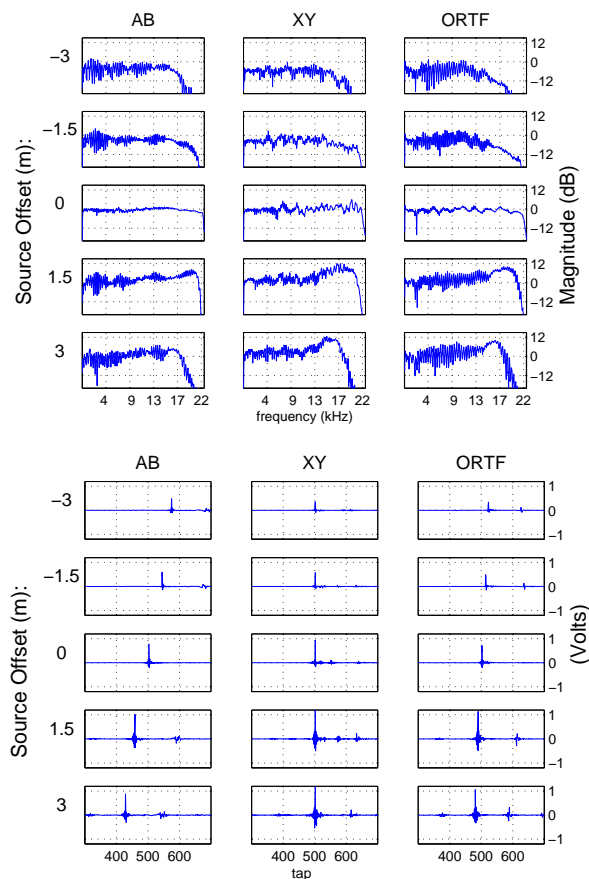 AB XY ORTF
Source Offset (m):
Magnitude (dB)
−3 12 0 −12
−1.5 12 0 −12
0 12 0 −12
1.5 12 0 −12
3 12 0 −12
4 8 13 17 22 4 8 13 17 22 4 8 13 17 22
frequency (kHz)
AB XY ORTF
Source Offset (m):
(Volts)
−3 1 0 −1
−1.5 1 0 −1
0 1 0 −1
1.5 1 0 −1
3 1 0 −1
400 500 600 400 500 600 400 500 600
tap